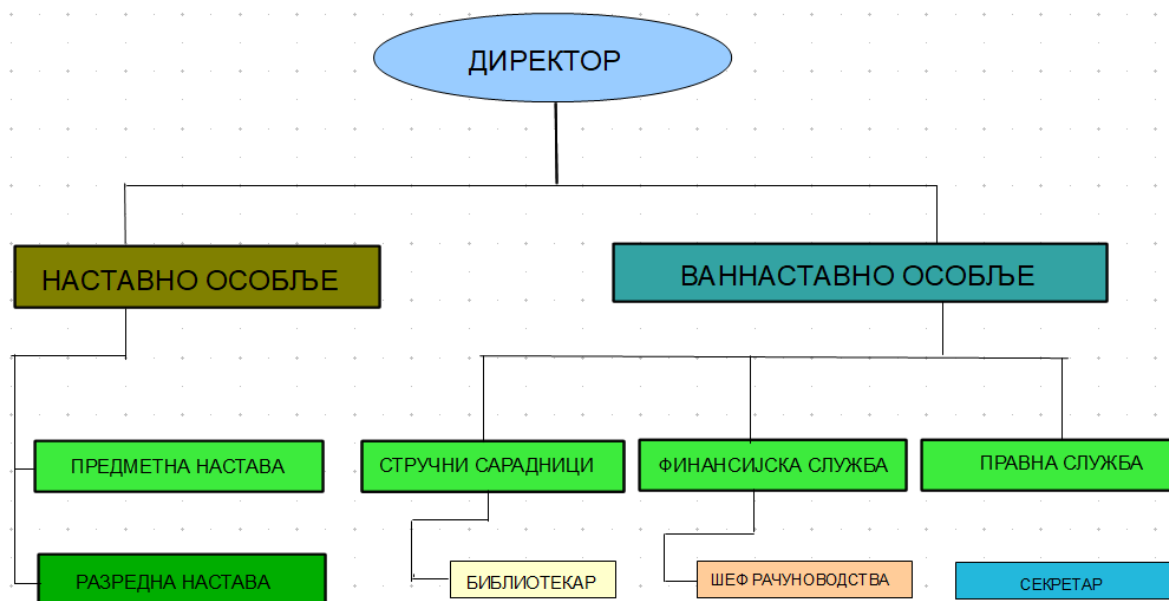 ДИРЕКТОР
НАСТАВНО ОСОБЉЕ
ВАННАСТАВНО ОСОБЉЕ
ПРЕДМЕТНА НАСТАВА
СТРУЧНИ САРАДНИЦИ
ФИНАНСИЈСКА СЛУЖБА
ПРАВНА СЛУЖБА
РАЗРЕДНА НАСТАВА
БИБЛИОТЕКАР
ШЕФ РАЧУНОВОДСТВА
СЕКРЕТАР